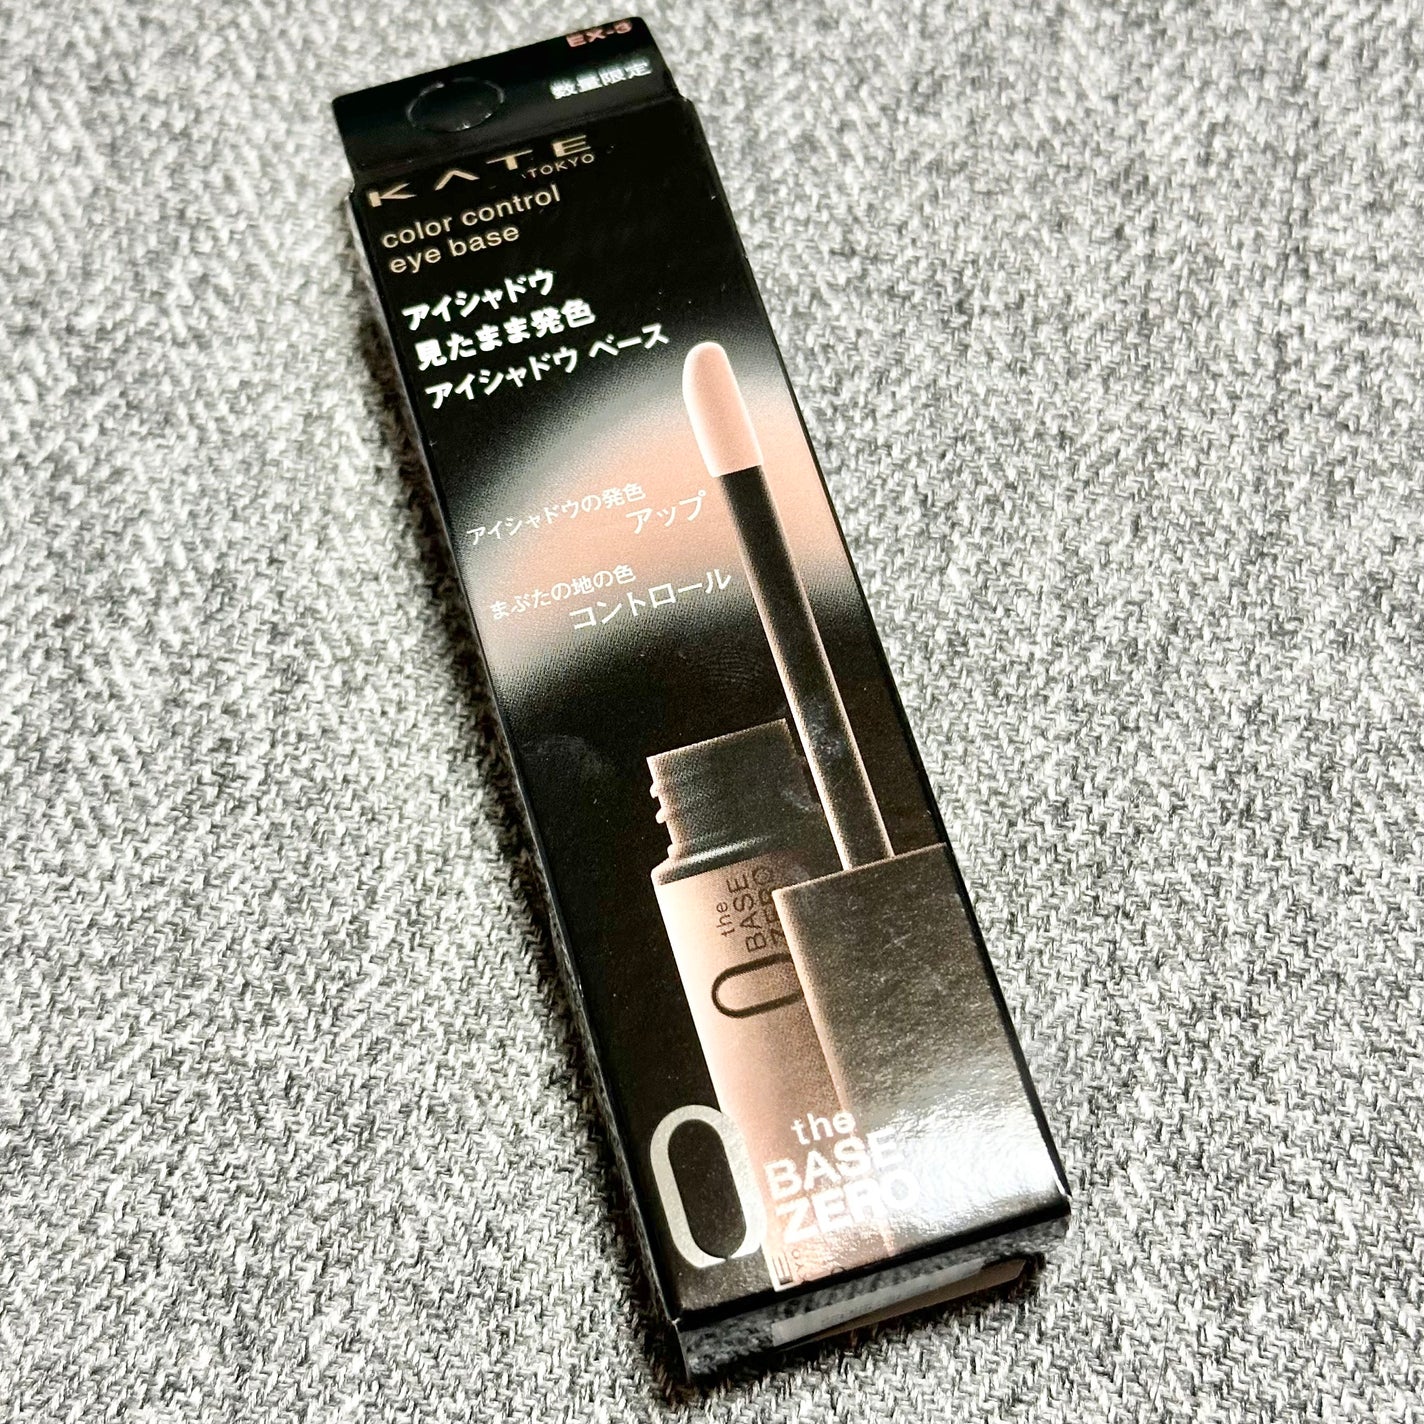 EX-3
数量限定
KATE
TOKYO
color control
eye base
アイシャドウ
見たまま発色
アイシャドウ ベース
アイシャドウの発色
アップ
まぶたの地の色
コントロール
the
BASE
ZERO
0
0
the
BASE
ZERO